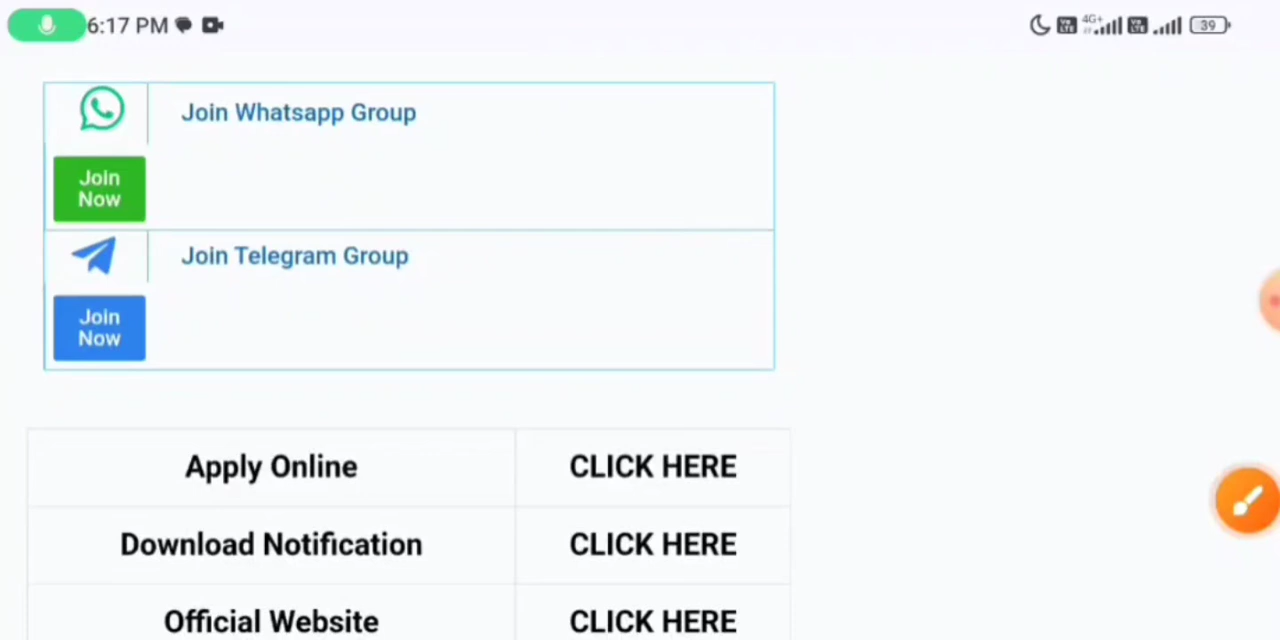 6:17 PM
4G+
39
Join Whatsapp Group
Join
Now
Join Telegram Group
Join
Now
Apply Online CLICK HERE
Download Notification CLICK HERE
Official Website CLICK HERE